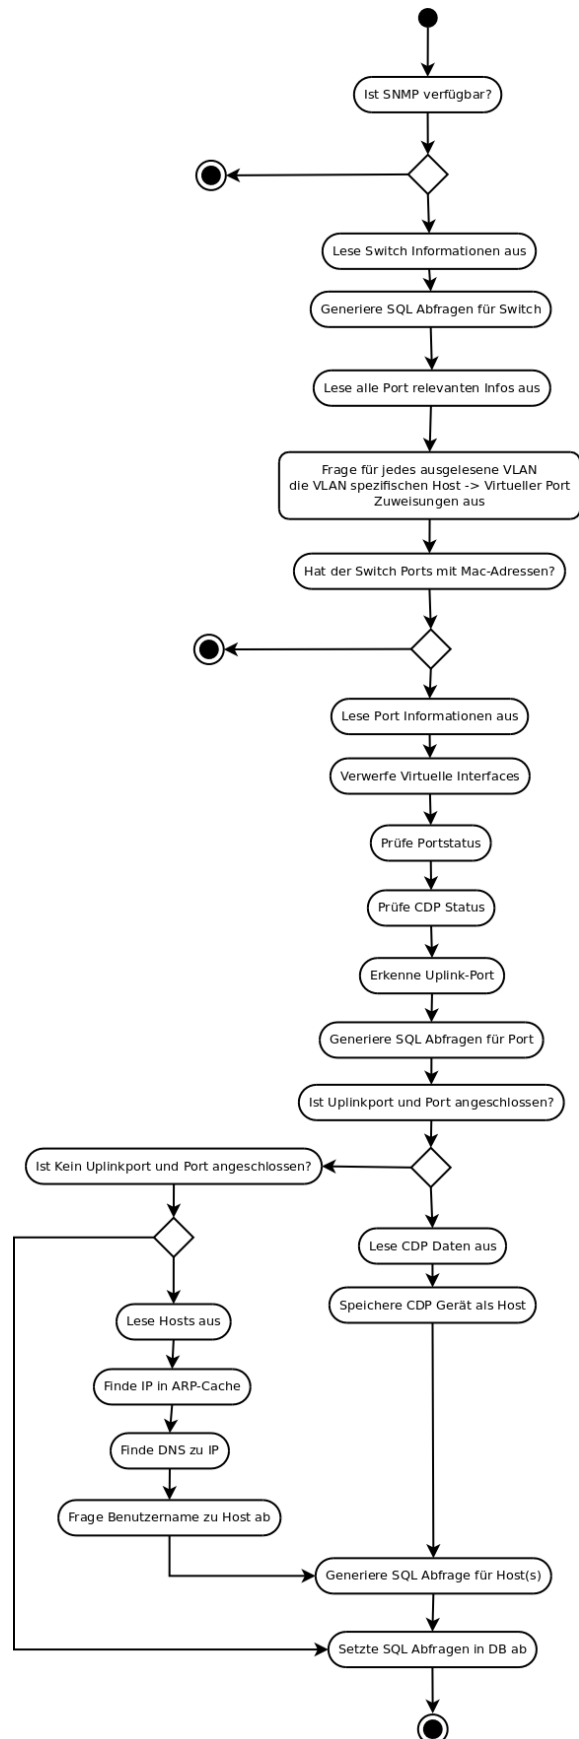 Ist SNMP verfügbar?
Lese Switch Informationen aus
Generiere SQL Abfragen für Switch
Lese alle Port relevanten Infos aus
Frage für jedes ausgelesene VLAN
die VLAN spezifischen Host -> Virtueller Port
Zuweisungen aus
Hat der Switch Ports mit Mac-Adressen?
Lese Port Informationen aus
Verwerfe Virtuelle Interfaces
Prüfe Portstatus
Prüfe CDP Status
Erkenne Uplink-Port
Generiere SQL Abfragen für Port
Ist Uplinkport und Port angeschlossen?
Ist Kein Uplinkport und Port angeschlossen?
Lese CDP Daten aus
Speichere CDP Gerät als Host
Lese Hosts aus
Finde IP in ARP-Cache
Finde DNS zu IP
Frage Benutzername zu Host ab
Generiere SQL Abfrage für Host(s)
Setzte SQL Abfragen in DB ab